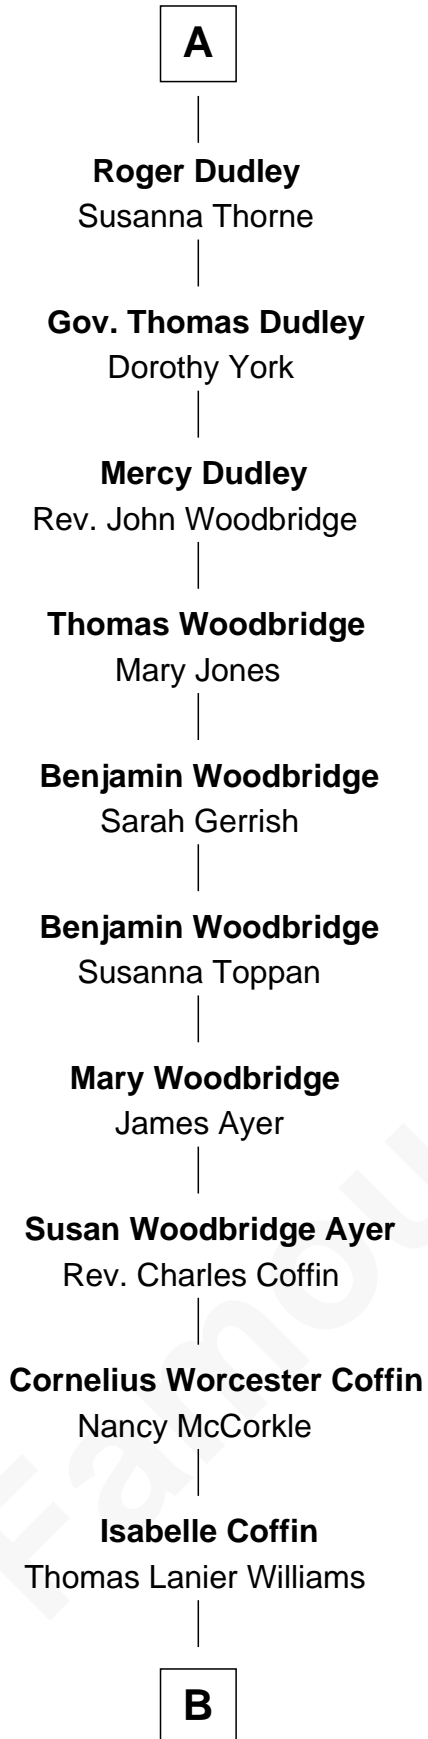 A
Roger Dudley
Susanna Thorne
Gov. Thomas Dudley
Dorothy York
Mercy Dudley
Rev. John Woodbridge
Thomas Woodbridge
Mary Jones
Benjamin Woodbridge
Sarah Gerrish
Benjamin Woodbridge
Susanna Toppan
Mary Woodbridge
James Ayer
Susan Woodbridge Ayer
Rev. Charles Coffin
Cornelius Worcester Coffin
Nancy McCorkle
Isabelle Coffin
Thomas Lanier Williams
B
Famou